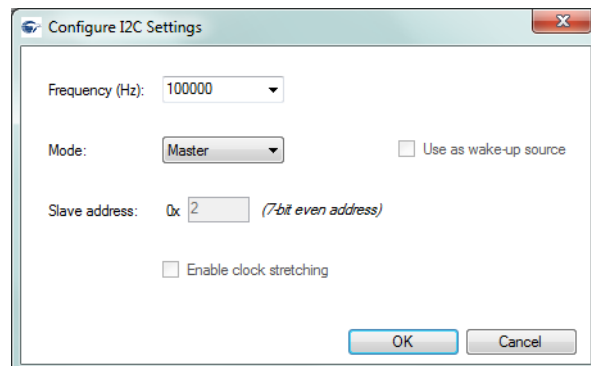 Configure I2C Settings
Frequency (Hz): 100000
Mode: Master Use as wake-up source
Slave address: 0x 2 (7-bit even address)
Enable clock stretching
OK Cancel